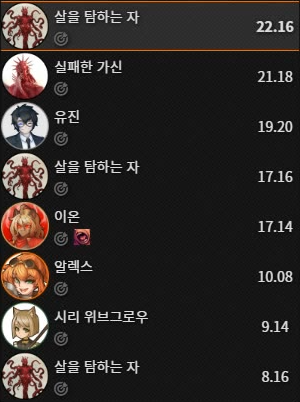 살을 탐하는 자 22.16
실패한 가신 21.18
유진 19.20
살을 탐하는 자 17.16
이온 17.14
알렉스 10.08
시리 위브그로우 9.14
살을 탐하는 자 8.16